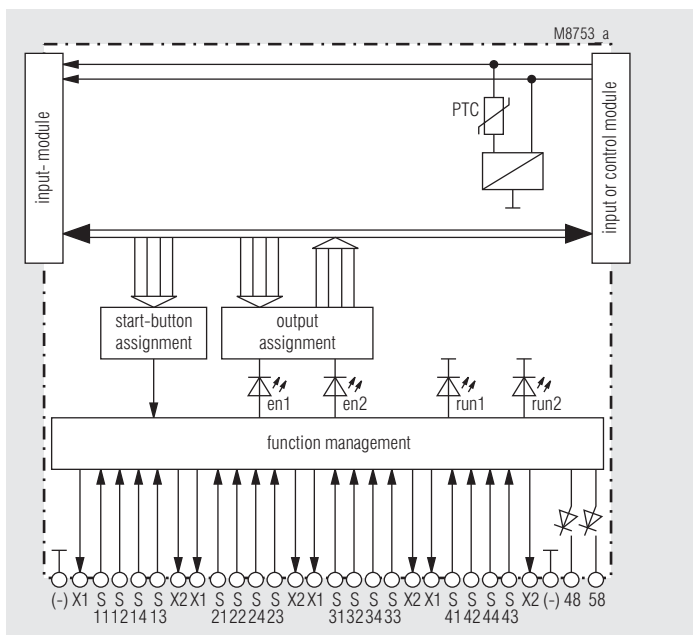 M8753_a
input- module
PTC
input or control module
start-button
assignment
output
assignment
en1
en2
run1
run2
function management
(-) X1 S S S S X2 X1 S S S S X2 X1 S S S S X2 X1 S S S S X2 (-) 48 58
11 12 14 13 21 22 24 23 31 32 34 33 41 42 44 43